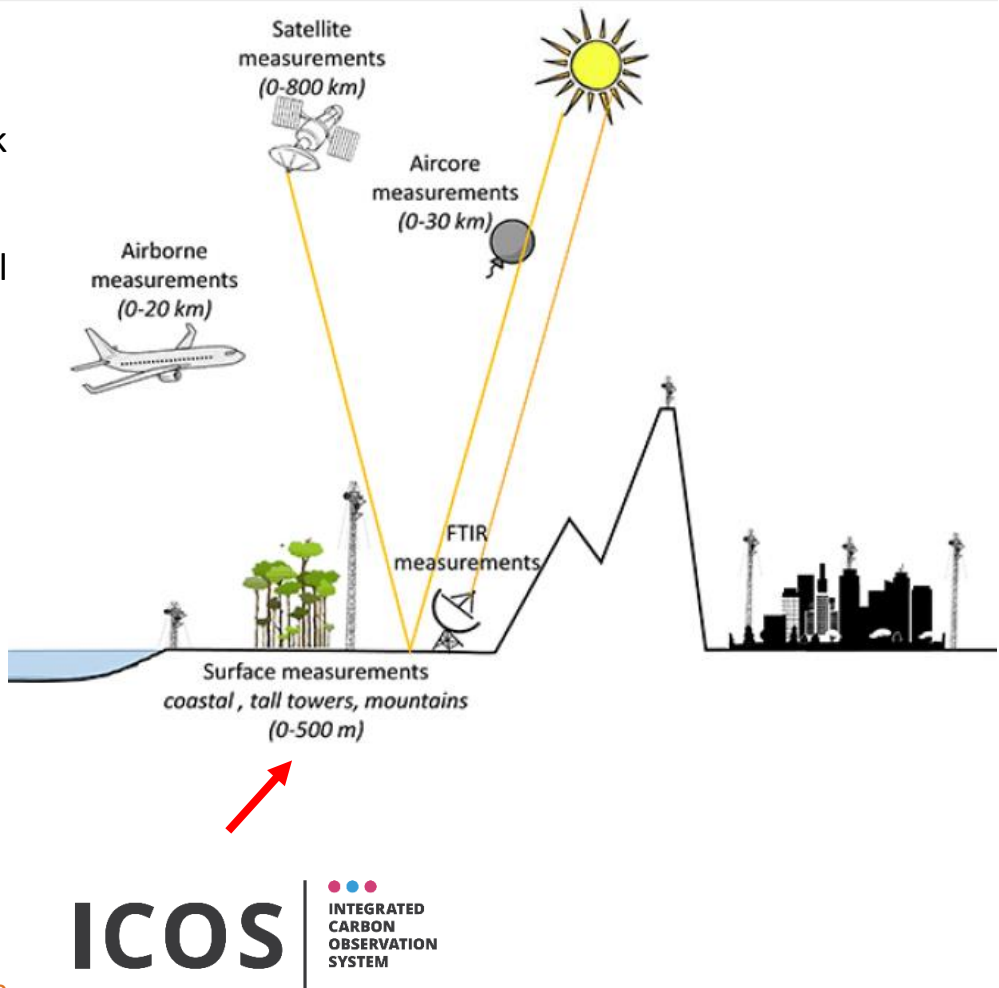 Satellite
measurements
(0-800 km)
k
Aircore
measurements
(0-30 km)
l
Airborne
measurements
(0-20 km)
FTIR
measurements
Surface measurements
coastal , tall towers, mountains
(0-500 m)
ICOS
INTEGRATED
CARBON
OBSERVATION
SYSTEM